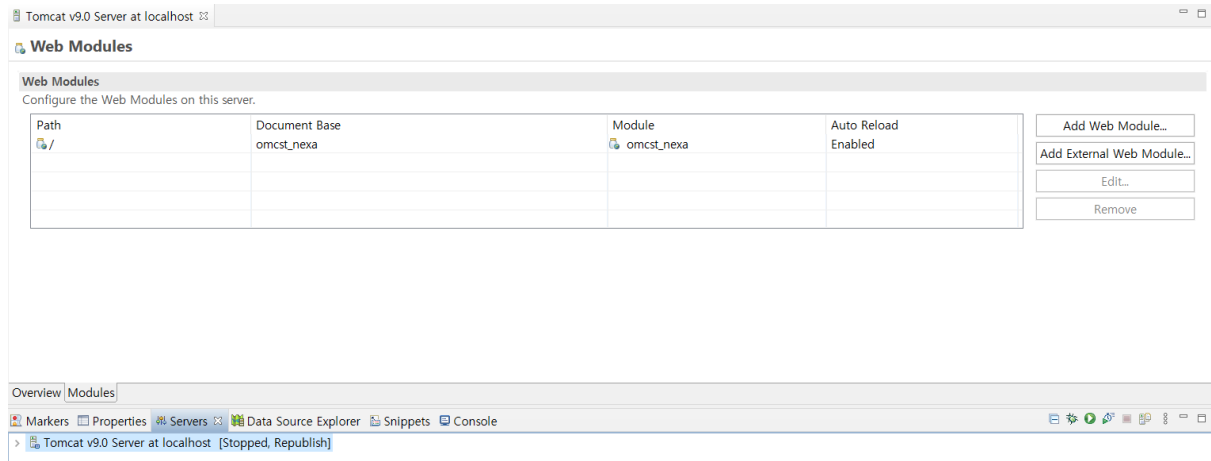 Tomcat v9.0 Server at localhost
Web Modules
Web Modules
Configure the Web Modules on this server.
Path Document Base Module Auto Reload
/ omcst_nexa omcst_nexa Enabled
Add Web Module...
Add External Web Module...
Edit...
Remove
Overview Modules
Markers Properties Servers Data Source Explorer Snippets Console
> Tomcat v9.0 Server at localhost [Stopped, Republish]